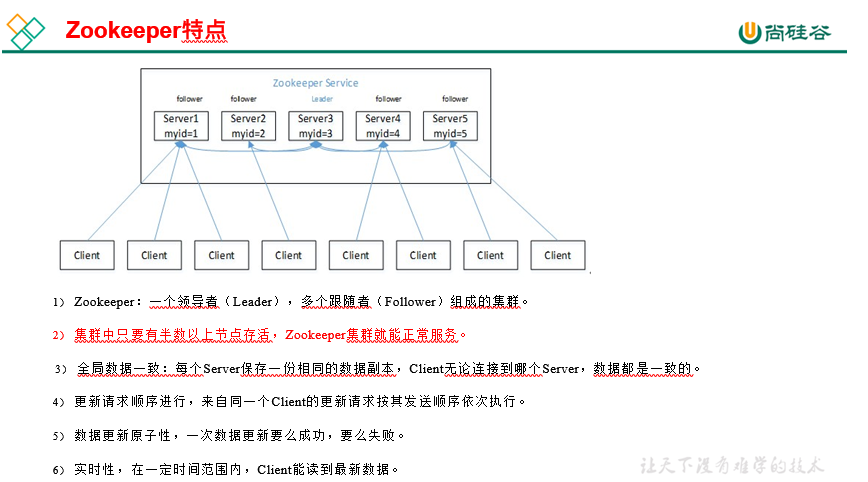 Zookeeper特点
尚硅谷
Zookeeper Service
follower follower Leader follower follower
Server1 Server2 Server3 Server4 Server5
myid=1 myid=2 myid=3 myid=4 myid=5
Client Client Client Client Client Client Client Client
1） Zookeeper：一个领导者（Leader），多个跟随者（Follower）组成的集群。
2） 集群中只要有半数以上节点存活，Zookeeper集群就能正常服务。
3） 全局数据一致：每个Server保存一份相同的数据副本，Client无论连接到哪个Server，数据都是一致的。
4） 更新请求顺序进行，来自同一个Client的更新请求按其发送顺序依次执行。
5） 数据更新原子性，一次数据更新要么成功，要么失败。
6） 实时性，在一定时间范围内，Client能读到最新数据。
让天下没有难学的技术